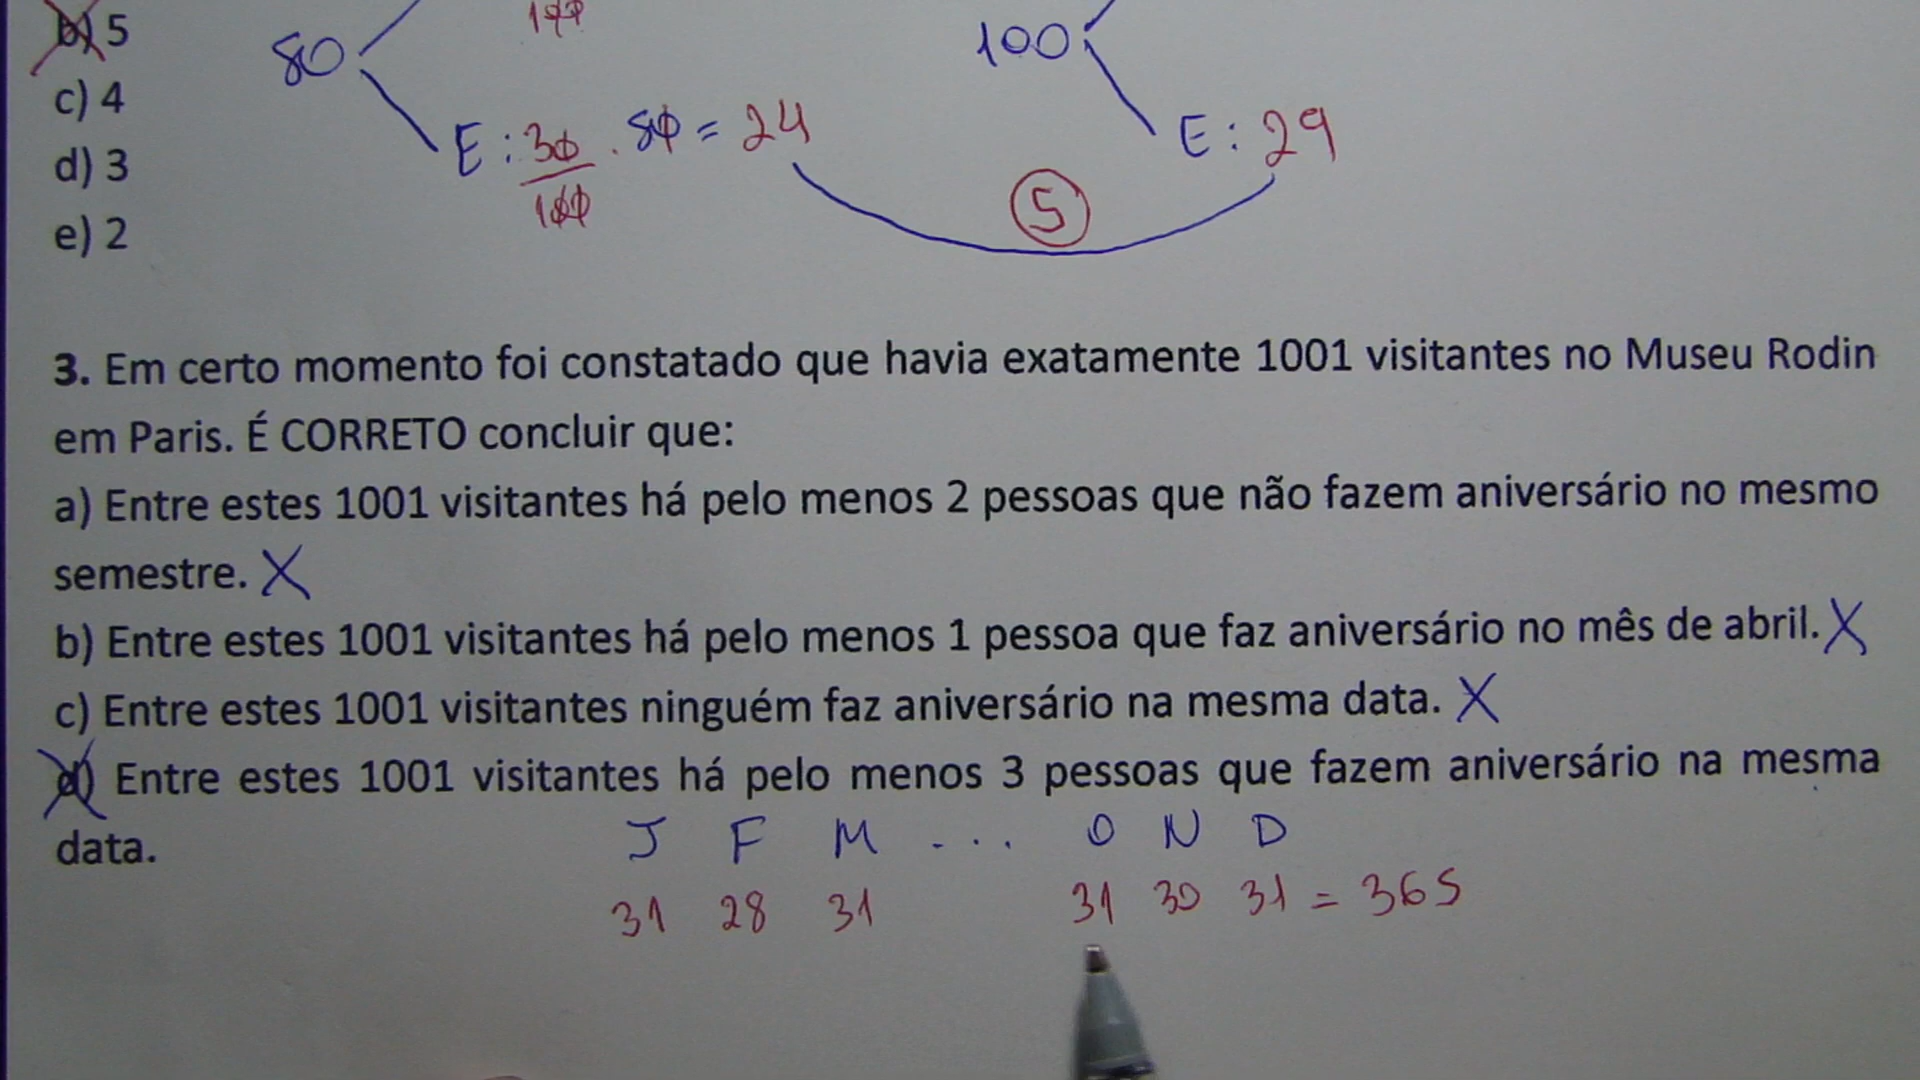 b) 5
80
100
100
c) 4
E : 30 . 80 = 24
E : 29
d) 3
100
5
e) 2
3. Em certo momento foi constatado que havia exatamente 1001 visitantes no Museu Rodin
em Paris. É CORRETO concluir que:
a) Entre estes 1001 visitantes há pelo menos 2 pessoas que não fazem aniversário no mesmo
semestre. X
b) Entre estes 1001 visitantes há pelo menos 1 pessoa que faz aniversário no mês de abril. X
c) Entre estes 1001 visitantes ninguém faz aniversário na mesma data. X
d) Entre estes 1001 visitantes há pelo menos 3 pessoas que fazem aniversário na mesma
data.
J F M . . . O N D
31 28 31 31 30 31 = 365